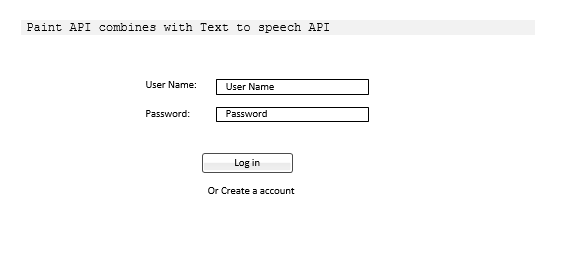 Paint API combines with Text to speech API
User Name: User Name
Password: Password
Log in
Or Create a account